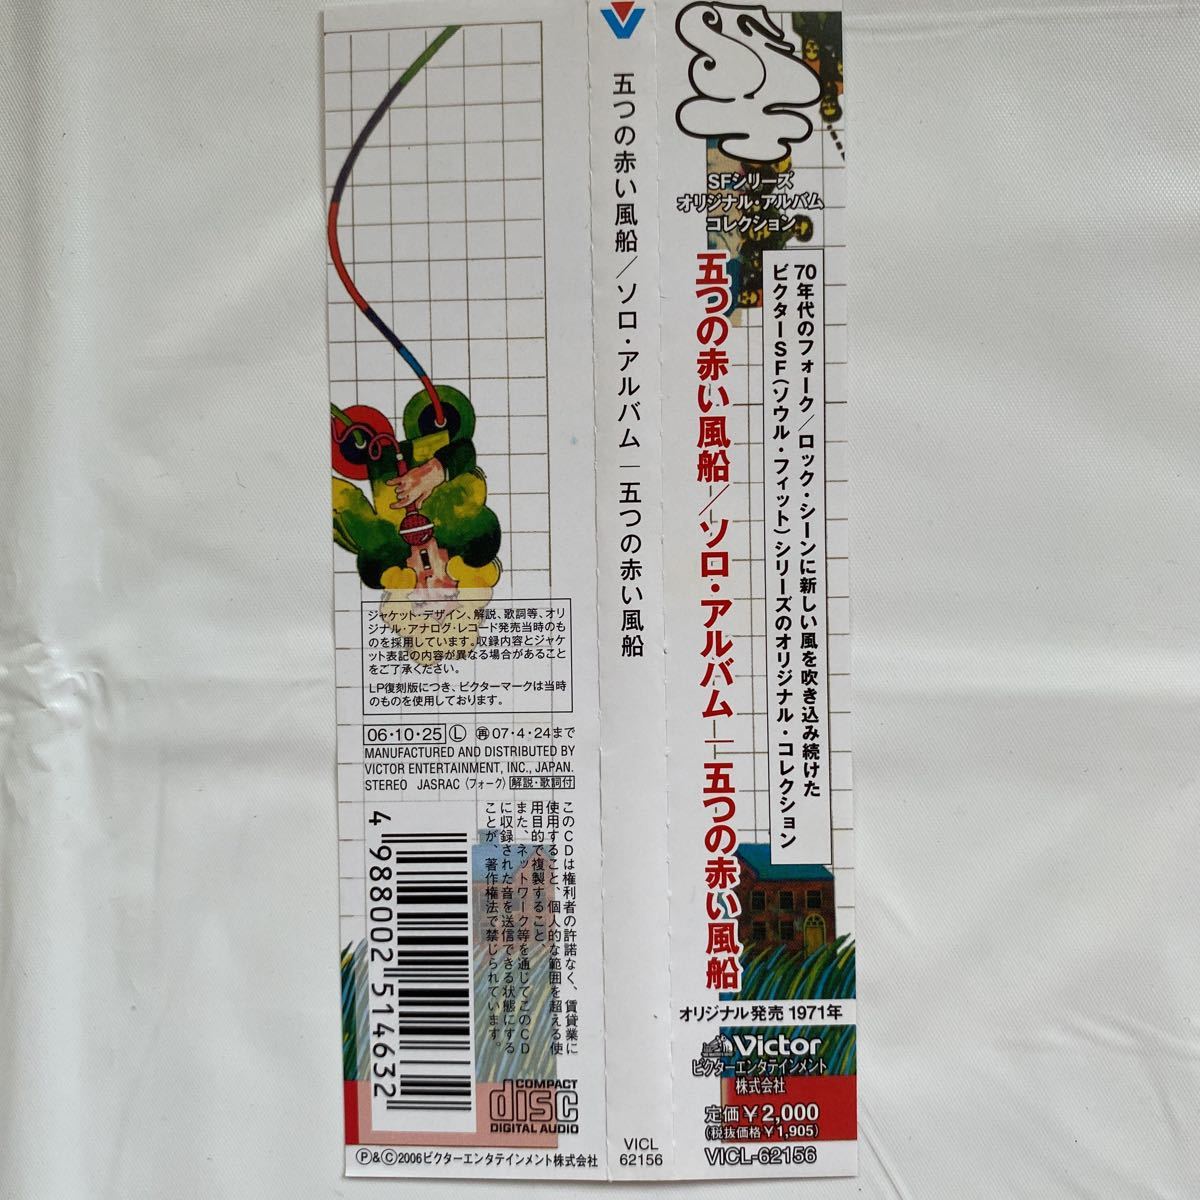 SF
SFシリーズ
オリジナル・アルバム
コレクション
70年代のフォーク/ロック・シーンに新しい風を吹き込み続けた
ビクターSF(ソウル・フィット)シリーズのオリジナル・コレクション
五つの赤い風船/ソロ・アルバム―五つの赤い風船
オリジナル発売 1971年
Victor
ビクターエンタテインメント
株式会社
定価¥2,000
(税抜価格¥1,905)
VICL-62156
五つの赤い風船/ソロ・アルバム―五つの赤い風船
VICL
62156
ジャケット・デザイン、解説、歌詞等、オリ
ジナル・アナログ・レコード発売当時のも
のを採用しています。収録内容とジャケ
ット表記の内容が異なる場合があること
をご了承ください。
LP復刻版につき、ビクターマークは当時
のものを使用しております。
06・10・25 Ⓛ ㊢07・4・24まで
MANUFACTURED AND DISTRIBUTED BY
VICTOR ENTERTAINMENT, INC., JAPAN.
STEREO JASRAC (フォーク) 解説・歌詞付
このCDは権利者の許諾なく、賃貸業に
使用すること、個人的な範囲を超える使
用目的で複製すること、
また、ネットワーク等を通じてこのCD
に収録された音を送信できる状態にする
ことが、著作権法で禁じられています。
4 988002 514632
COMPACT
disc
DIGITAL AUDIO
Ⓟ&Ⓒ2006ビクターエンタテインメント株式会社